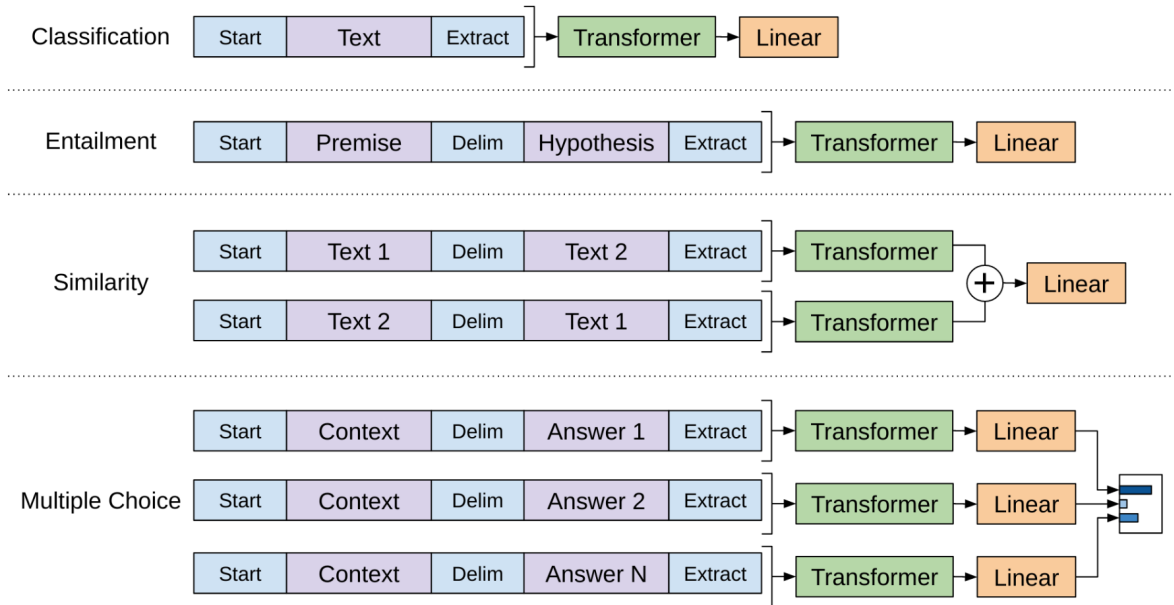 Classification Start Text Extract Transformer Linear
Entailment Start Premise Delim Hypothesis Extract Transformer Linear
Similarity
Start Text 1 Delim Text 2 Extract Transformer
+ Linear
Start Text 2 Delim Text 1 Extract Transformer
Multiple Choice
Start Context Delim Answer 1 Extract Transformer Linear
Start Context Delim Answer 2 Extract Transformer Linear
Start Context Delim Answer N Extract Transformer Linear